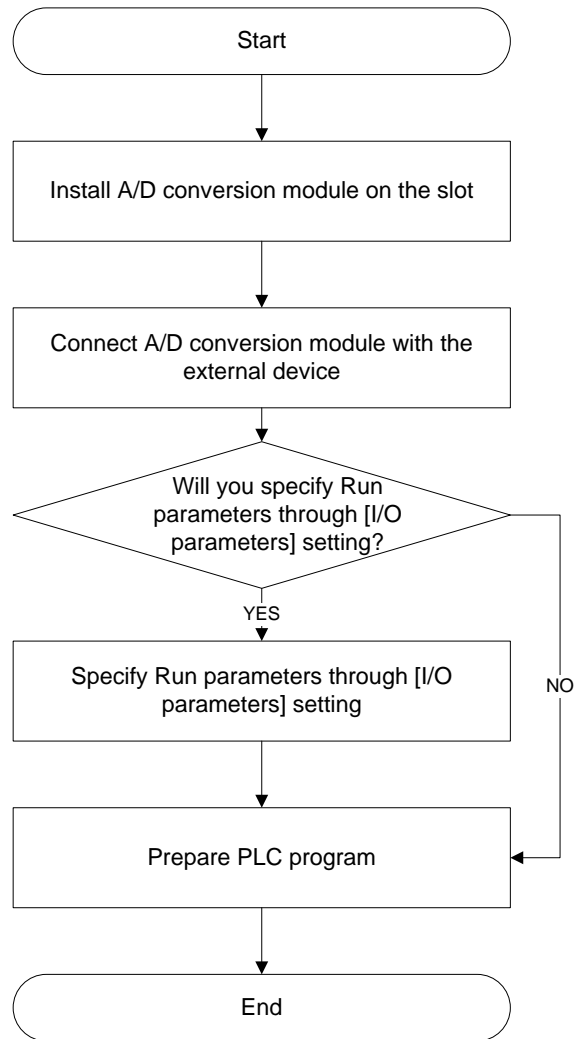 Start
Install A/D conversion module on the slot
Connect A/D conversion module with the
external device
Will you specify Run
parameters through [I/O
parameters] setting?
YES
Specify Run parameters through [I/O
parameters] setting
NO
Prepare PLC program
End